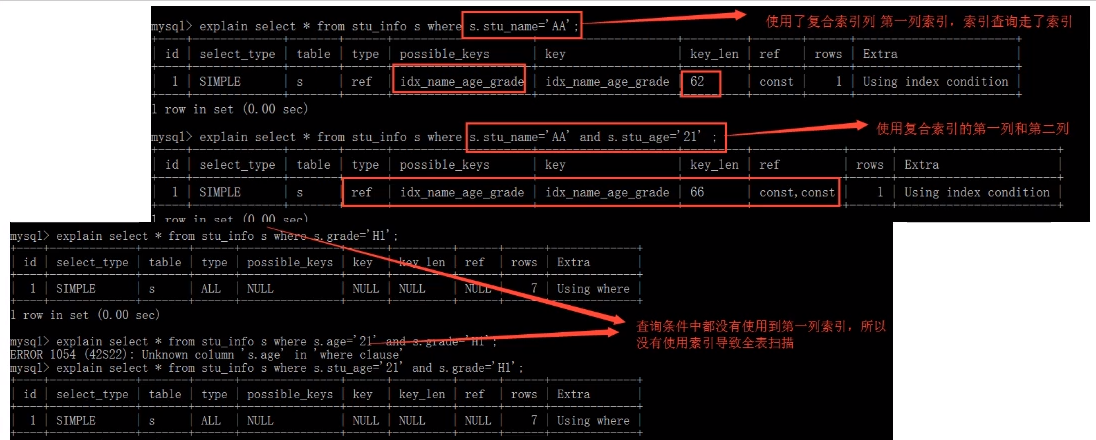 mysql> explain select * from stu_info s where s.stu_name='AA';
使用了复合索引列 第一列索引，索引查询走了索引
| id | select_type | table | type | possible_keys | key | key_len | ref | rows | Extra |
| 1 | SIMPLE | s | ref | idx_name_age_grade | idx_name_age_grade | 62 | const | 1 | Using index condition |
1 row in set (0.00 sec)
mysql> explain select * from stu_info s where s.stu_name='AA' and s.stu_age='21' ;
使用复合索引的第一列和第二列
| id | select_type | table | type | possible_keys | key | key_len | ref | rows | Extra |
| 1 | SIMPLE | s | ref | idx_name_age_grade | idx_name_age_grade | 66 | const,const | 1 | Using index condition |
1 row in set (0.00 sec)
mysql> explain select * from stu_info s where s.grade='H1';
| id | select_type | table | type | possible_keys | key | key_len | ref | rows | Extra |
| 1 | SIMPLE | s | ALL | NULL | NULL | NULL | NULL | 7 | Using where |
1 row in set (0.00 sec)
查询条件中都没有使用到第一列索引，所以
没有使用索引导致全表扫描
mysql> explain select * from stu_info s where s.age='21' and s.grade='H1';
ERROR 1054 (42S22): Unknown column 's.age' in 'where clause'
mysql> explain select * from stu_info s where s.stu_age='21' and s.grade='H1';
| id | select_type | table | type | possible_keys | key | key_len | ref | rows | Extra |
| 1 | SIMPLE | s | ALL | NULL | NULL | NULL | NULL | 7 | Using where |